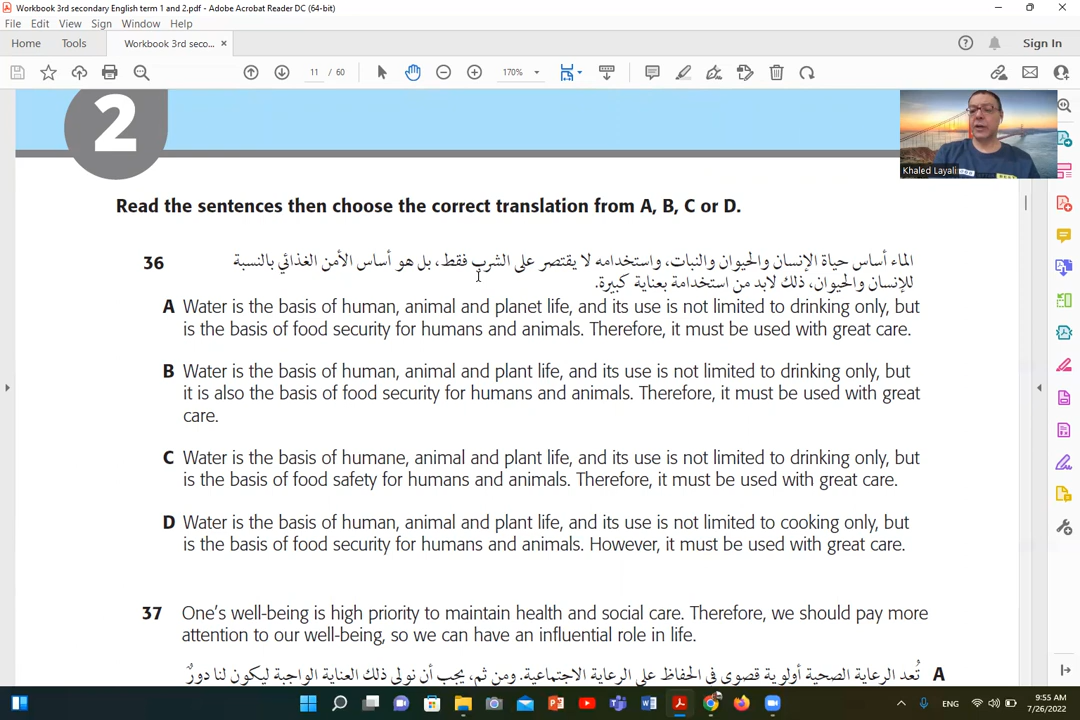 Workbook 3rd secondary English term 1 and 2.pdf - Adobe Acrobat Reader DC (64-bit)
File Edit View Sign Window Help
Home Tools Workbook 3rd seco... × Sign In
11 / 60 170%
2
Khaled Layali
Read the sentences then choose the correct translation from A, B, C or D.
36 الماء أساس حياة الإنسان والحيوان والنبات، واستخدامه لا يقتصر على الشرب فقط، بل هو أساس الأمن الغذائي بالنسبة
للإنسان والحيوان، ذلك لابد من استخدامة بعناية كبيرة.
A Water is the basis of human, animal and planet life, and its use is not limited to drinking only, but
is the basis of food security for humans and animals. Therefore, it must be used with great care.
B Water is the basis of human, animal and plant life, and its use is not limited to drinking only, but
it is also the basis of food security for humans and animals. Therefore, it must be used with great
care.
C Water is the basis of humane, animal and plant life, and its use is not limited to drinking only, but
is the basis of food safety for humans and animals. Therefore, it must be used with great care.
D Water is the basis of human, animal and plant life, and its use is not limited to cooking only, but
is the basis of food security for humans and animals. However, it must be used with great care.
37 One's well-being is high priority to maintain health and social care. Therefore, we should pay more
attention to our well-being, so we can have an influential role in life.
A تُعد الرعاية الصحية أولوية قصوى في الحفاظ على الرعاية الاجتماعية. ومن ثم، يجب أن نولي ذلك العناية الواجبة ليكون لنا دورٌ
ENG
9:55 AM
7/26/2022